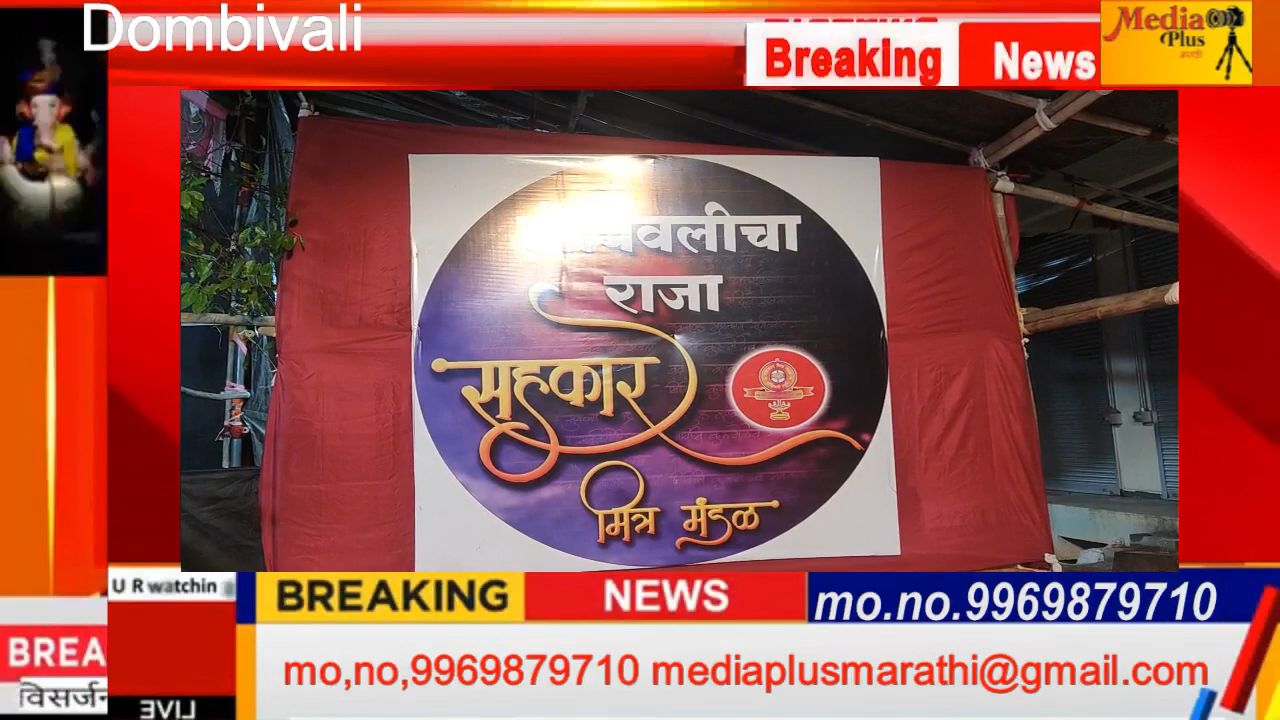 Dombivali
Breaking News
Media
Plus
मराठी
राजा
सहकार
मित्र मंडळ
U R watchin
BREAKING NEWS
mo.no.9969879710
mo,no,9969879710 mediaplusmarathi@gmail.com
BREA
विसर्जन
LIVE